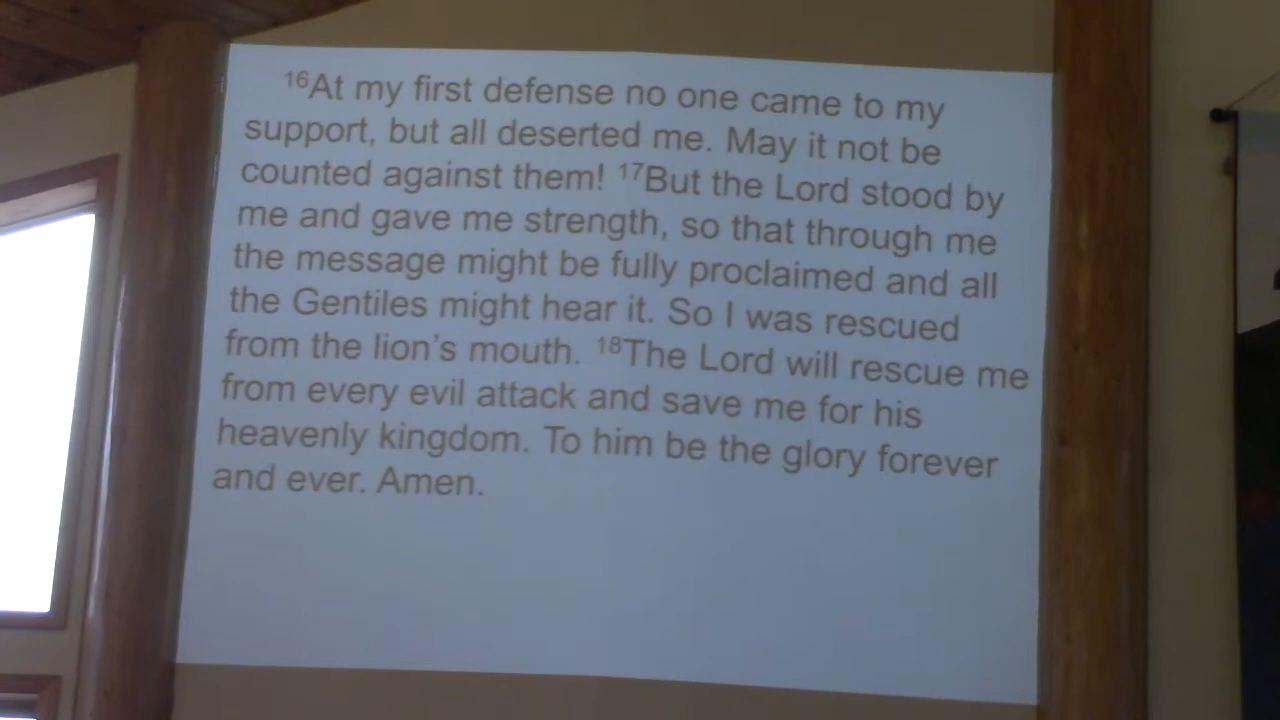 ¹⁶At my first defense no one came to my
support, but all deserted me. May it not be
counted against them! ¹⁷But the Lord stood by
me and gave me strength, so that through me
the message might be fully proclaimed and all
the Gentiles might hear it. So I was rescued
from the lion’s mouth. ¹⁸The Lord will rescue me
from every evil attack and save me for his
heavenly kingdom. To him be the glory forever
and ever. Amen.